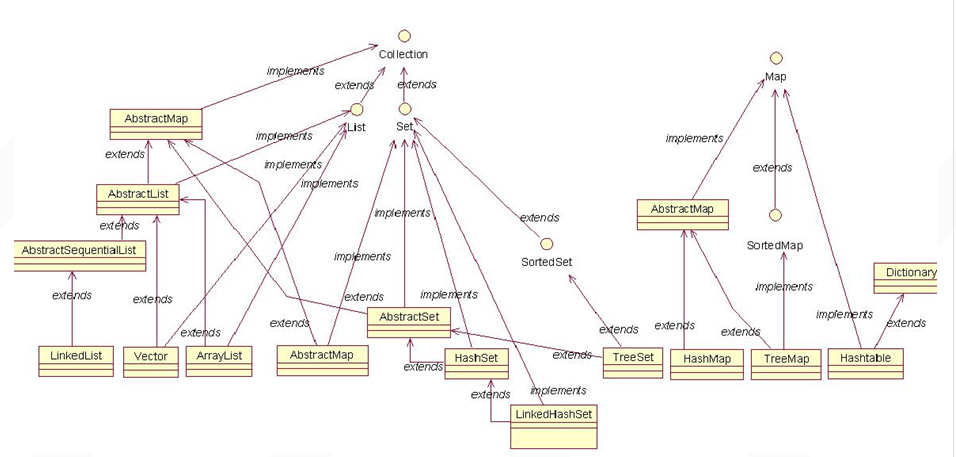 Collection
Map
implements
extends
extends
AbstractMap
List
Set
implements
implements
extends
implements
extends
implements
AbstractList
implements
AbstractMap
extends
implements
extends
SortedSet
SortedMap
AbstractSequentialList
implements
Dictionary
extends
extends
extends
implements
implements
implements
AbstractSet
extends
extends
extends
extends
extends
LinkedList
Vector
ArrayList
AbstractMap
HashSet
extends
TreeSet
HashMap
TreeMap
Hashtable
extends
extends
implements
LinkedHashSet